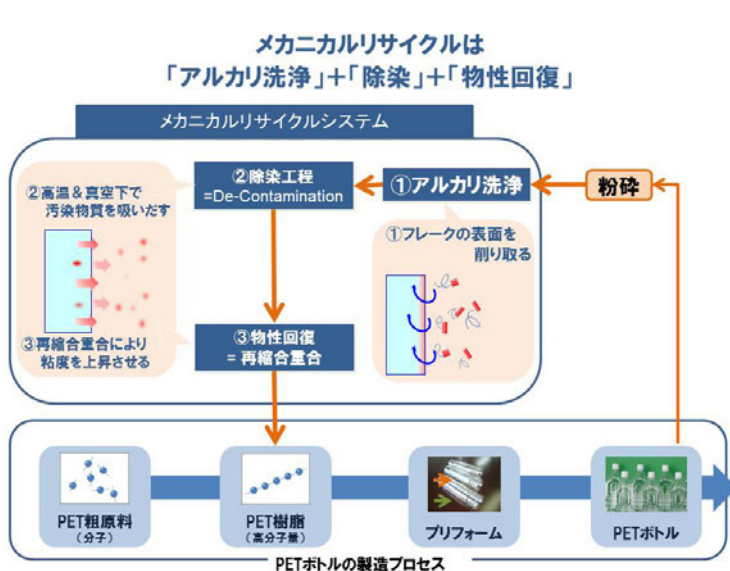 メカニカルリサイクルは
「アルカリ洗浄」+「除染」+「物性回復」
メカニカルリサイクルシステム
②高温&真空下で
汚染物質を吸いだす
②除染工程
=De-Contamination
①アルカリ洗浄
粉砕
①フレークの表面を
削り取る
③再縮合重合により
粘度を上昇させる
③物性回復
= 再縮合重合
PET粗原料
(分子)
PET樹脂
(高分子量)
プリフォーム
PETボトル
PETボトルの製造プロセス